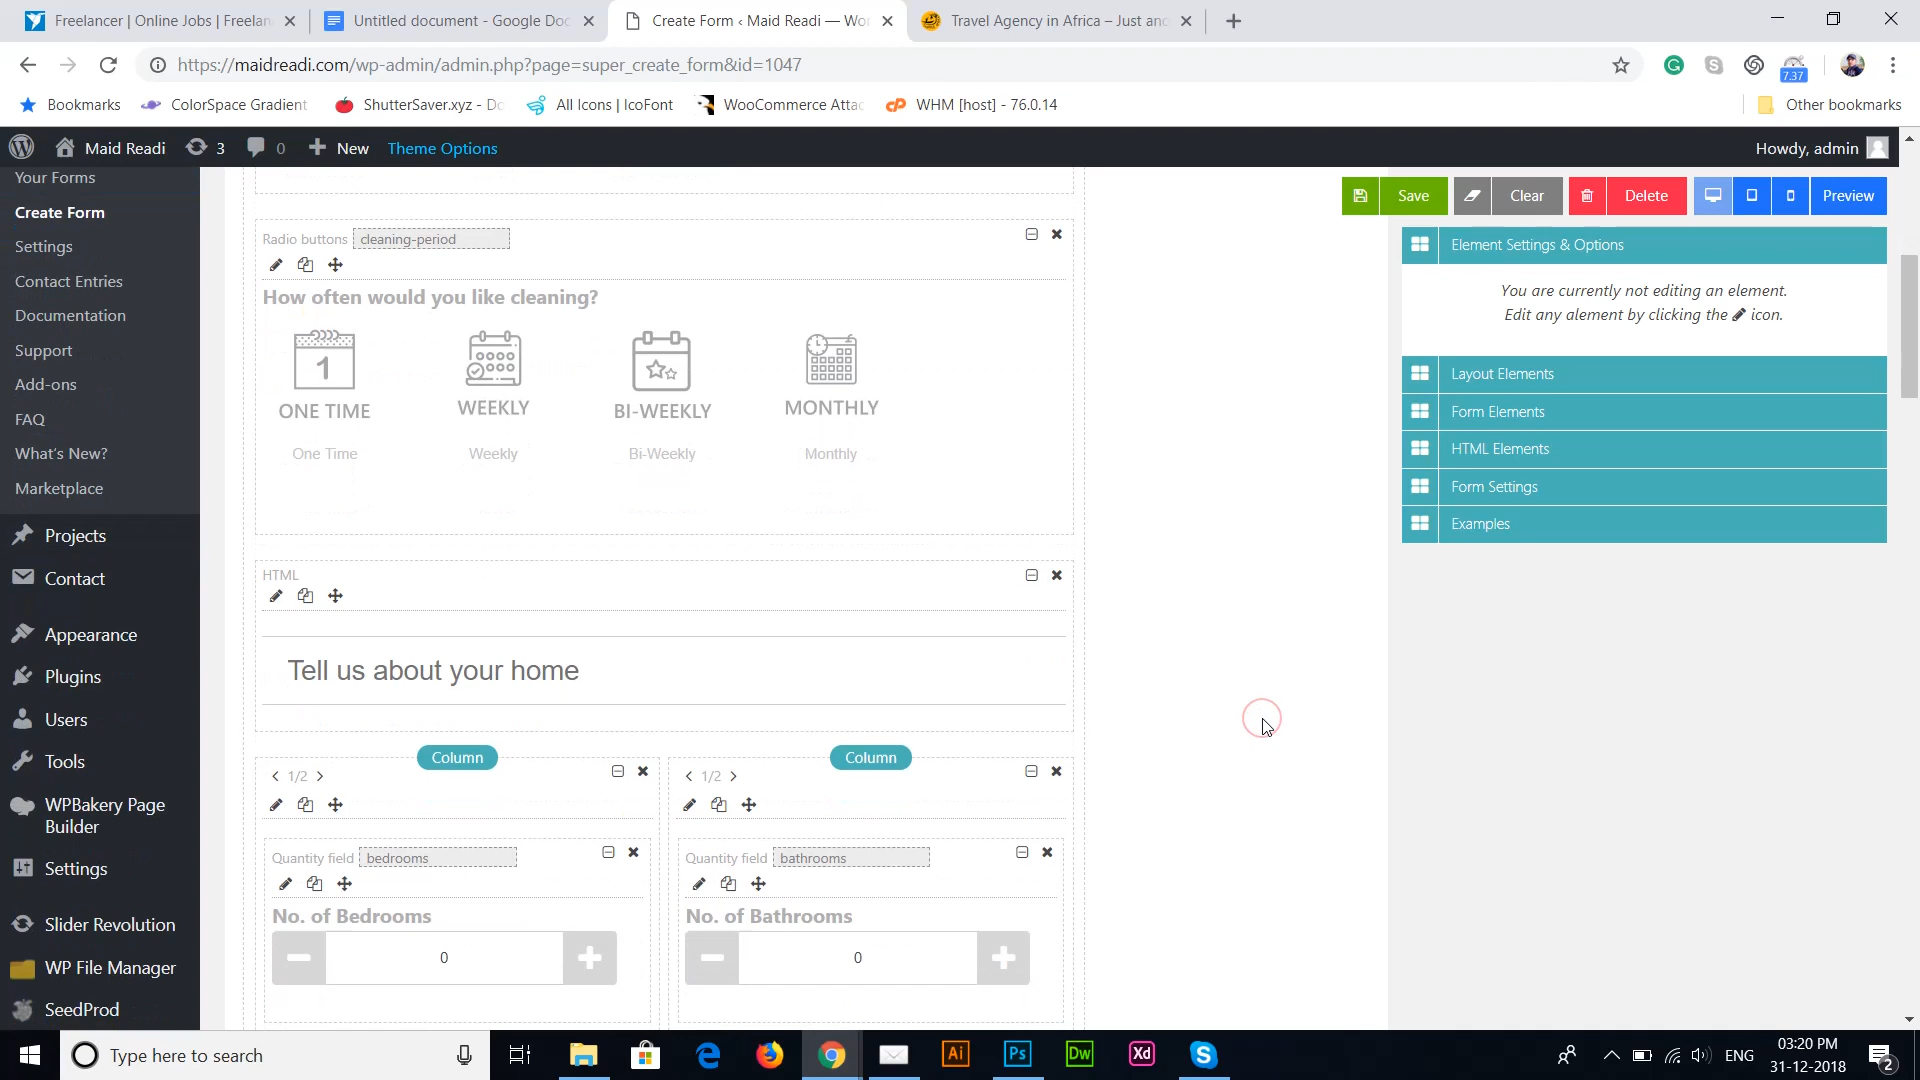 Freelancer | Online Jobs | Freelan
Untitled document - Google Doc
Create Form ‹ Maid Readi — Wor
Travel Agency in Africa – Just and
https://maidreadi.com/wp-admin/admin.php?page=super_create_form&id=1047
7.37
Bookmarks
ColorSpace Gradient
ShutterSaver.xyz - Do
All Icons | IcoFont
WooCommerce Attac
WHM [host] - 76.0.14
Other bookmarks
Maid Readi
3
0
New
Theme Options
Howdy, admin
Your Forms
Create Form
Settings
Contact Entries
Documentation
Support
Add-ons
FAQ
What's New?
Marketplace
Projects
Contact
Appearance
Plugins
Users
Tools
WPBakery Page
Builder
Settings
Slider Revolution
WP File Manager
SeedProd
Radio buttons cleaning-period
How often would you like cleaning?
1
ONE TIME
WEEKLY
BI-WEEKLY
MONTHLY
One Time
Weekly
Bi-Weekly
Monthly
HTML
Tell us about your home
Column
Column
1/2
1/2
Quantity field bedrooms
Quantity field bathrooms
No. of Bedrooms
No. of Bathrooms
0
0
Save
Clear
Delete
Preview
Element Settings & Options
You are currently not editing an element.
Edit any alement by clicking the icon.
Layout Elements
Form Elements
HTML Elements
Form Settings
Examples
Type here to search
Ai
Ps
Dw
Xd
ENG
03:20 PM
31-12-2018
2